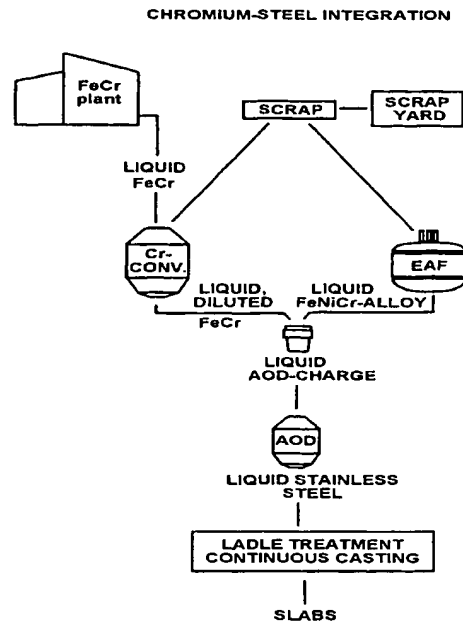 CHROMIUM-STEEL INTEGRATION
FeCr
plant
SCRAP
SCRAP
YARD
LIQUID
FeCr
Cr-
CONV.
EAF
LIQUID,
DILUTED
FeCr
LIQUID
FeNiCr-ALLOY
LIQUID
AOD-CHARGE
AOD
LIQUID STAINLESS
STEEL
LADLE TREATMENT
CONTINUOUS CASTING
SLABS